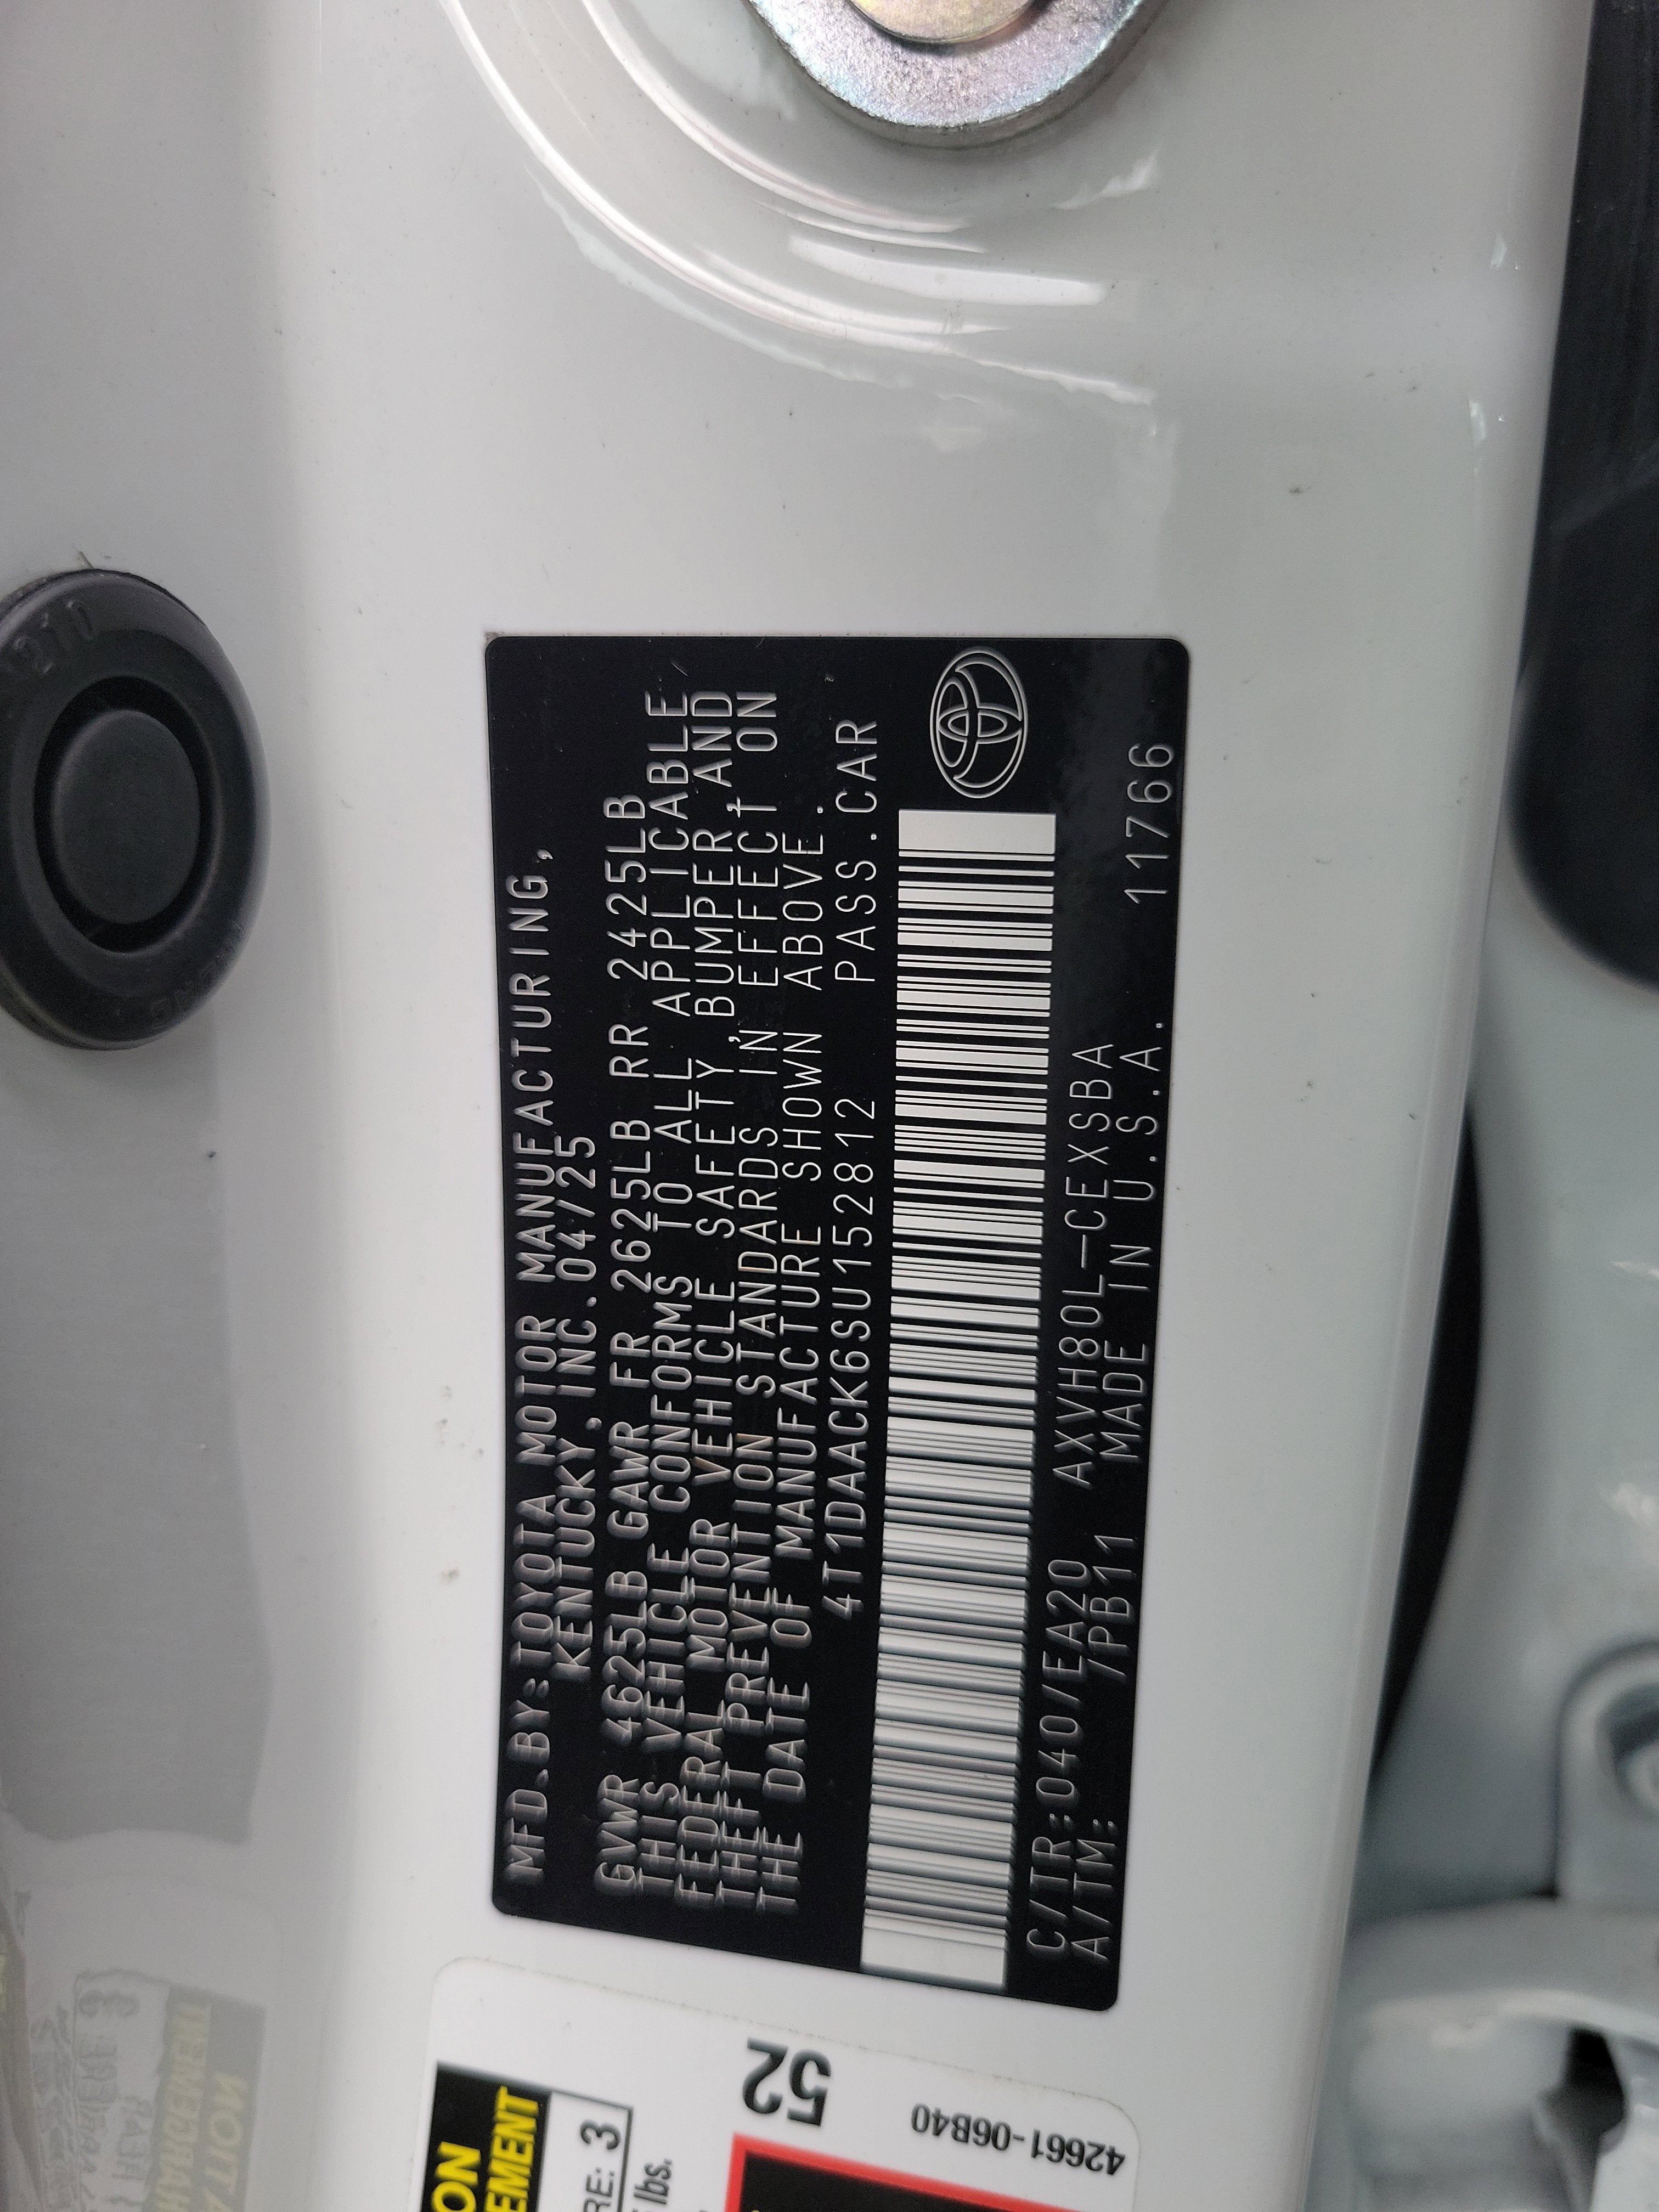 MFD.BY:TOYOTA MOTOR MANUFACTURING,
KENTUCKY, INC. 04/25
GVWR 4625LB GAWR FR 2625LB RR 2425LB
THIS VEHICLE CONFORMS TO ALL APPLICABLE
FEDERAL MOTOR VEHICLE SAFETY,BUMPER,AND
THEFT PREVENTION STANDARDS IN EFFECT ON
THE DATE OF MANUFACTURE SHOWN ABOVE.
4T1DAACK6SU152812 PASS.CAR
C/TR:040/EA20 AXVH80L-CEXSBA
A/TM: /PB11 MADE IN U.S.A. 11766
52
42661-06B40
3
lbs.